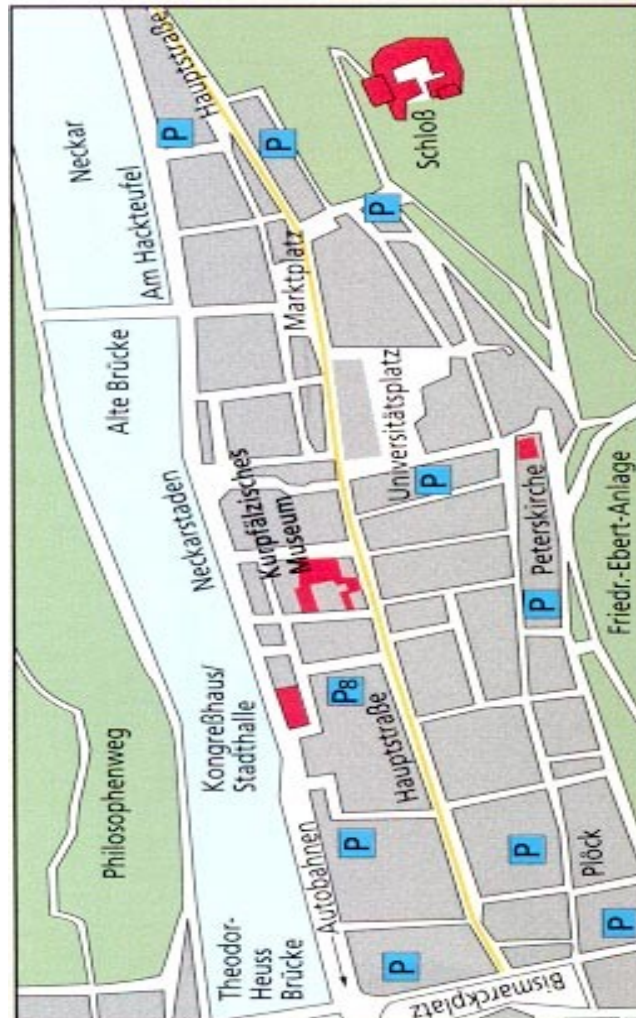 Hauptstraße
Neckar
Am Hackteufel
P
P
Schloß
P
Marktplatz
Alte Brücke
Universitätsplatz
Neckarstaden
Kurpfälzisches
Museum
P
Peterskirche
P
Friedr.-Ebert-Anlage
Philosophenweg
Kongreßhaus/
Stadthalle
P8
Hauptstraße
Autobahnen
P
P
Plöck
Theodor-
Heuss
Brücke
P
P
Bismarckplatz